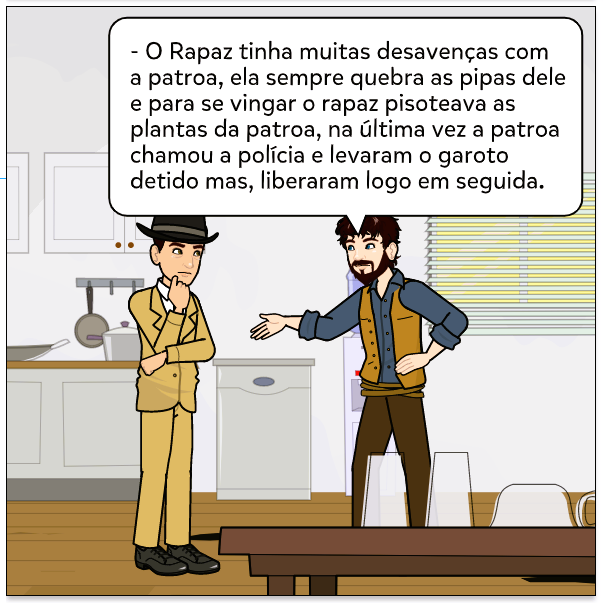 - O Rapaz tinha muitas desavenças com
a patroa, ela sempre quebra as pipas dele
e para se vingar o rapaz pisoteava as
plantas da patroa, na última vez a patroa
chamou a polícia e levaram o garoto
detido mas, liberaram logo em seguida.